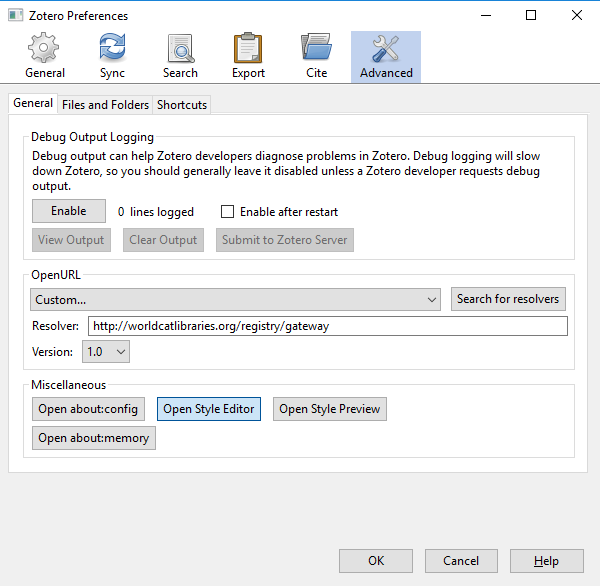 Zotero Preferences
General Sync Search Export Cite Advanced
General Files and Folders Shortcuts
Debug Output Logging
Debug output can help Zotero developers diagnose problems in Zotero. Debug logging will slow
down Zotero, so you should generally leave it disabled unless a Zotero developer requests debug
output.
Enable 0 lines logged Enable after restart
View Output Clear Output Submit to Zotero Server
OpenURL
Custom... Search for resolvers
Resolver: http://worldcatlibraries.org/registry/gateway
Version: 1.0
Miscellaneous
Open about:config Open Style Editor Open Style Preview
Open about:memory
OK Cancel Help